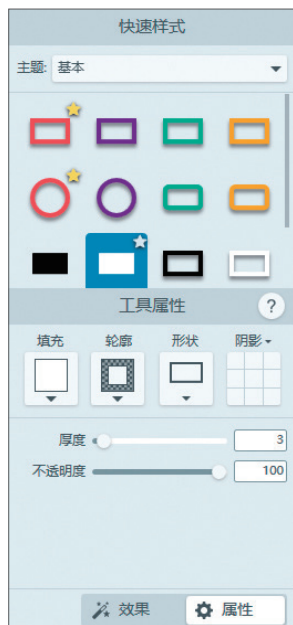 快速样式
主题: 基本
工具属性 ?
填充 轮廓 形状 阴影
厚度 3
不透明度 100
效果 属性